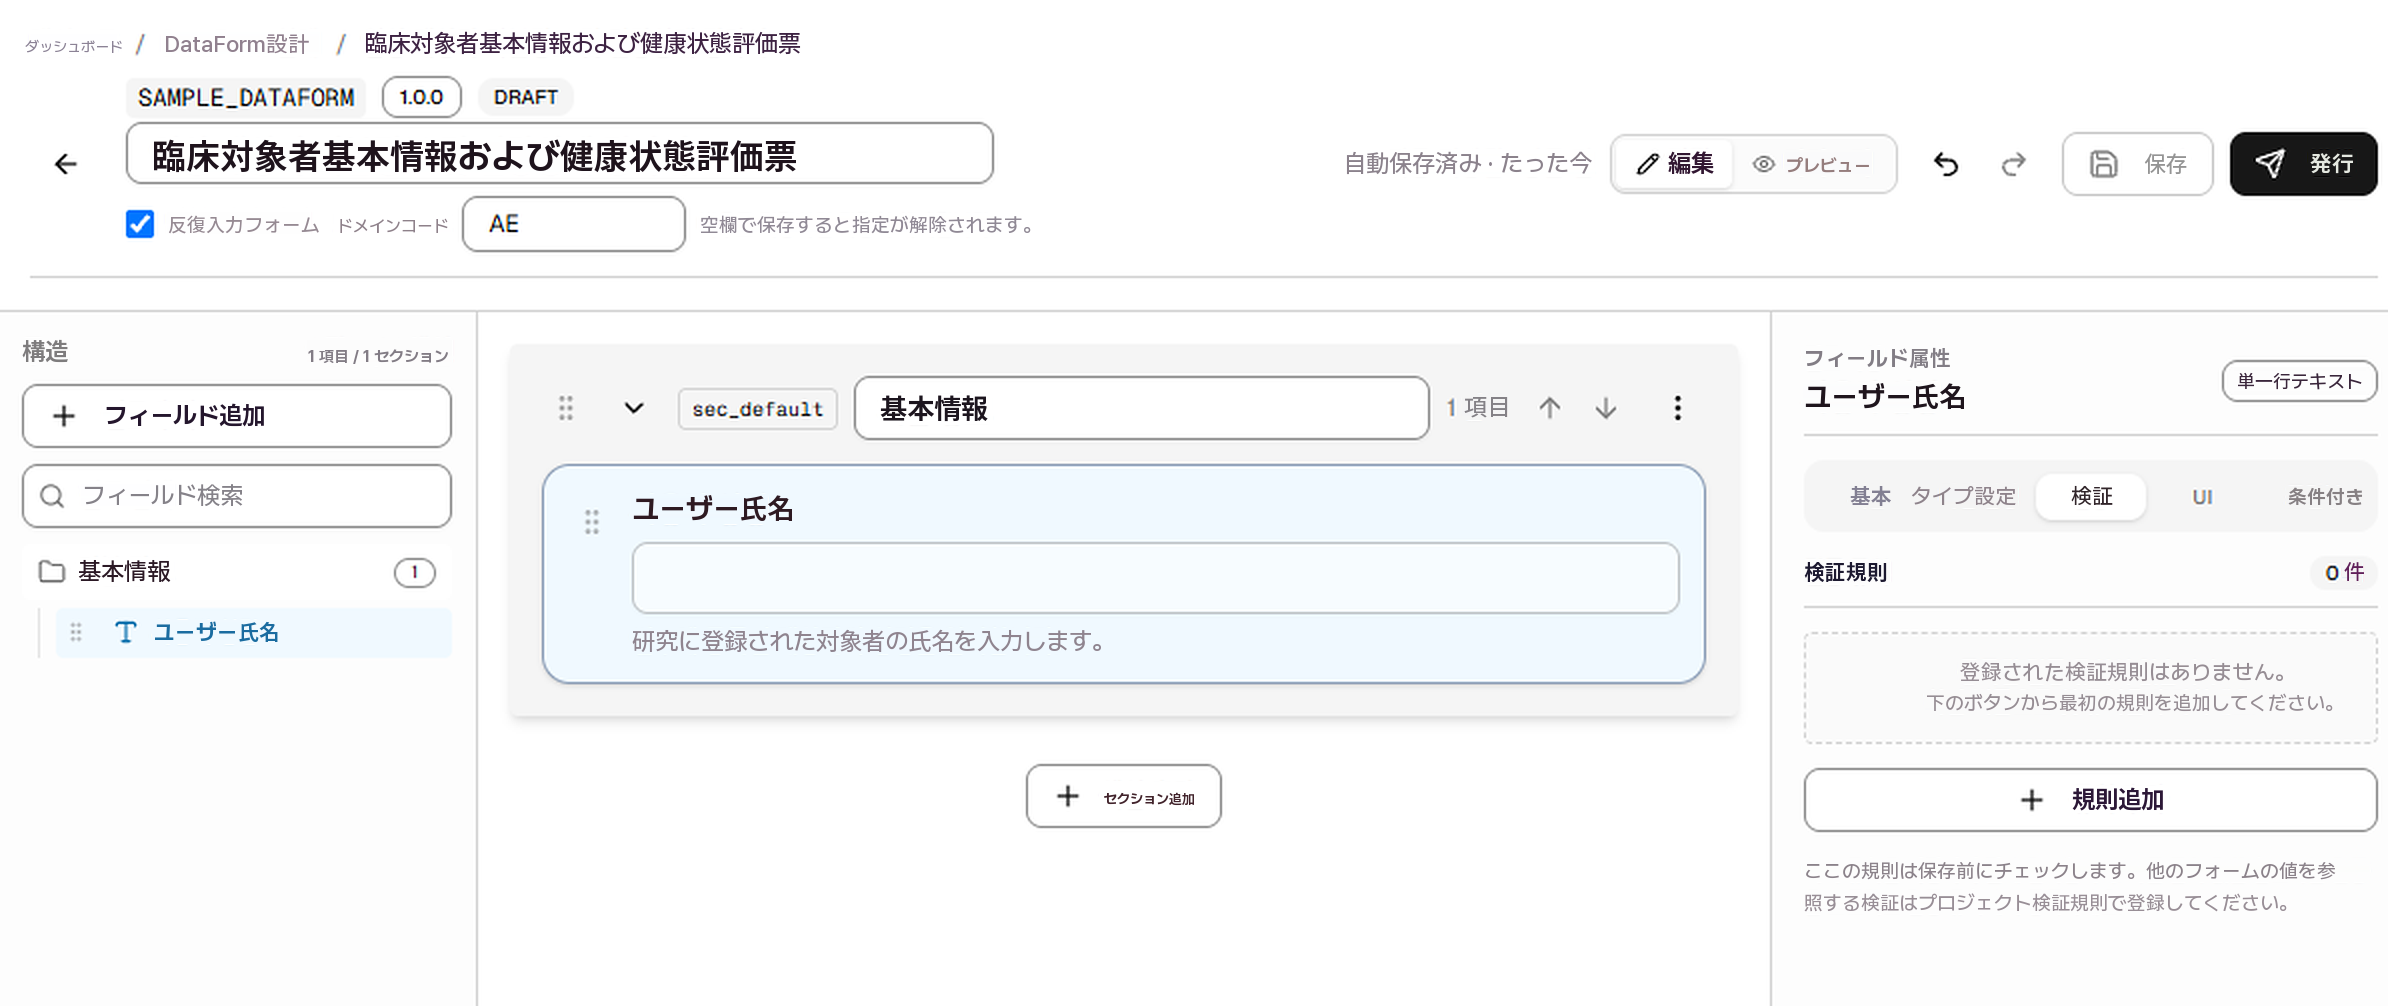 ダッシュボード / DataForm設計 / 臨床対象者基本情報および健康状態評価票
SAMPLE_DATAFORM 1.0.0 DRAFT
臨床対象者基本情報および健康状態評価票
自動保存済み · たった今 編集 プレビュー 保存 発行
反復入力フォーム ドメインコード AE 空欄で保存すると指定が解除されます。
構造 1 項目 / 1 セクション
フィールド追加
フィールド検索
基本情報 1
ユーザー氏名
sec_default 基本情報 1 項目
ユーザー氏名
研究に登録された対象者の氏名を入力します。
セクション追加
フィールド属性
ユーザー氏名 単一行テキスト
基本 タイプ設定 検証 UI 条件付き
検証規則 0 件
登録された検証規則はありません。
下のボタンから最初の規則を追加してください。
規則追加
ここの規則は保存前にチェックします。他のフォームの値を参
照する検証はプロジェクト検証規則で登録してください。